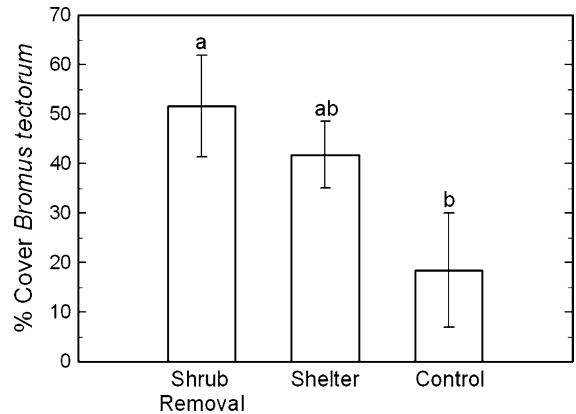 70
60
50
40
30
20
10
0
% Cover Bromus tectorum
a
ab
b
Shrub
Removal
Shelter
Control